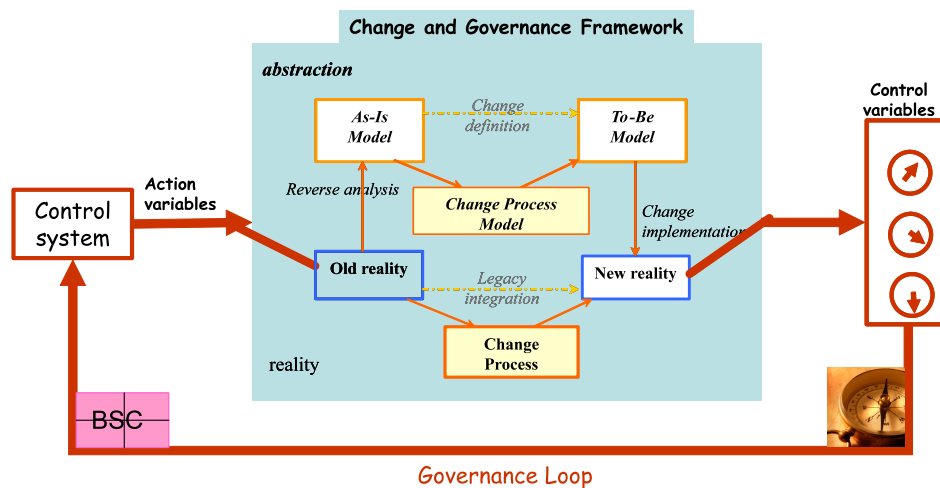 Change and Governance Framework
abstraction
Control
variables
As-Is
Model
Change
definition
To-Be
Model
Action
variables
Reverse analysis
Change Process
Model
Change
implementation
Control
system
Old reality
Legacy
integration
New reality
Change
Process
reality
BSC
Governance Loop